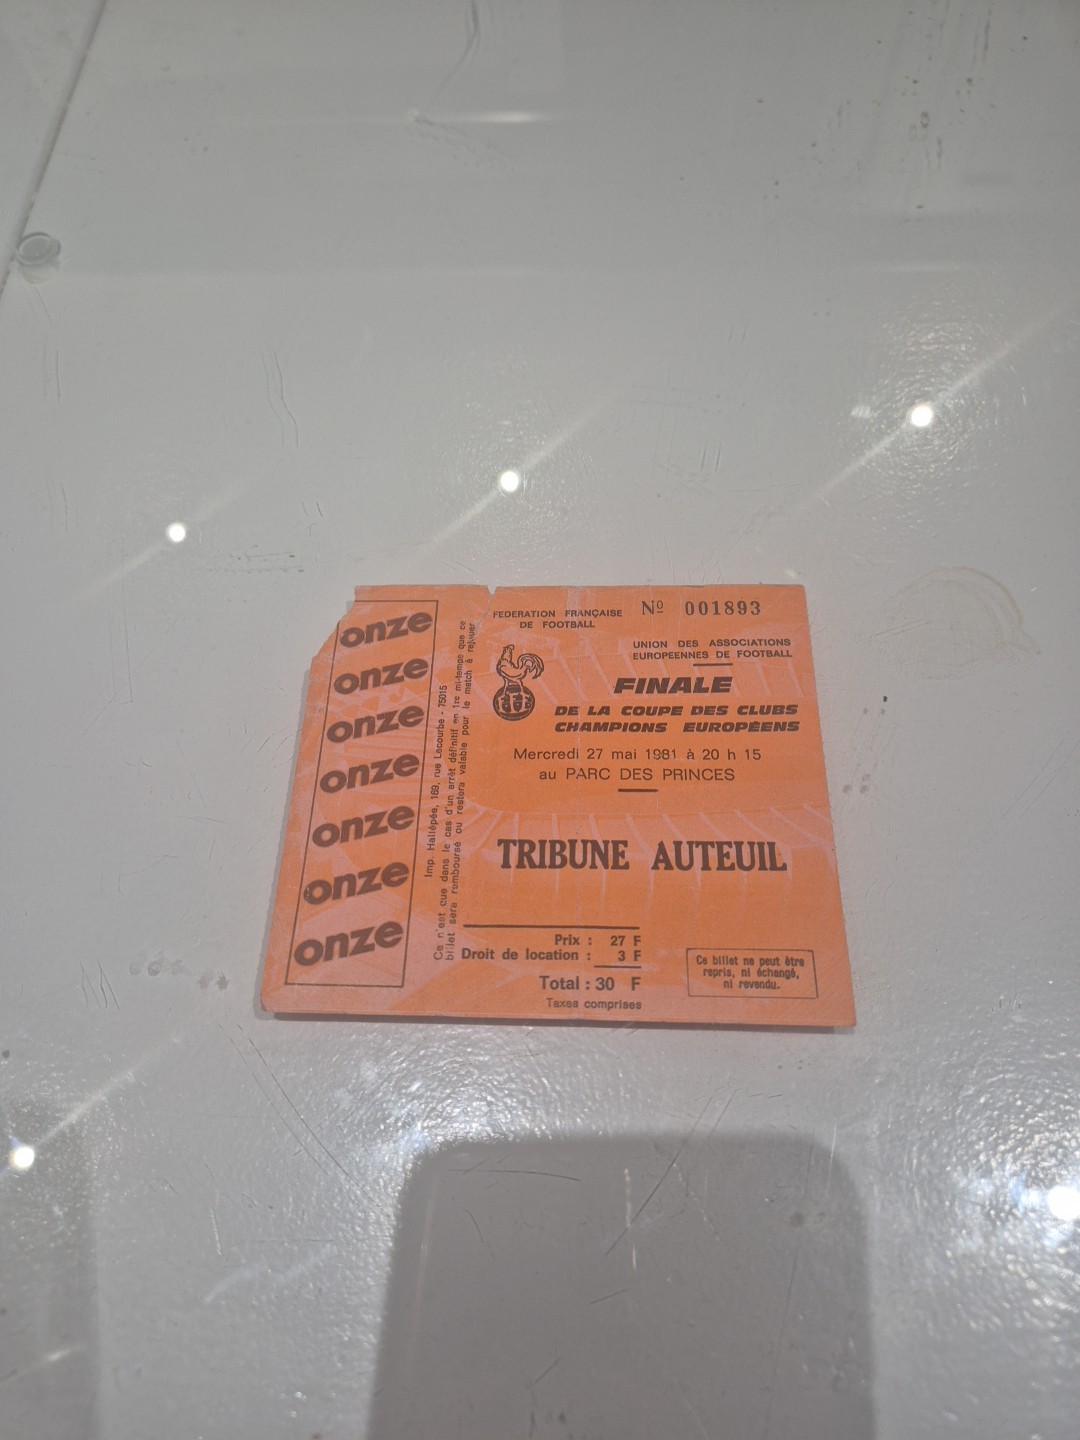 onze
onze
onze
onze
onze
onze
onze
Imp. Hallépée, 169, rue Lecourbe - 75015
Ce n'est que dans le cas d'un arrêt définitif en 1re mi-temps que ce
billet sera remboursé ou restera valable pour le match à rejouer
FEDERATION FRANÇAISE
DE FOOTBALL
Nº 001893
UNION DES ASSOCIATIONS
EUROPEENNES DE FOOTBALL
FINALE
DE LA COUPE DES CLUBS
CHAMPIONS EUROPÉENS
Mercredi 27 mai 1981 à 20 h 15
au PARC DES PRINCES
TRIBUNE AUTEUIL
Prix : 27 F
Droit de location : 3 F
Total : 30 F
Taxes comprises
Ce billet ne peut être
repris, ni échangé,
ni revendu.